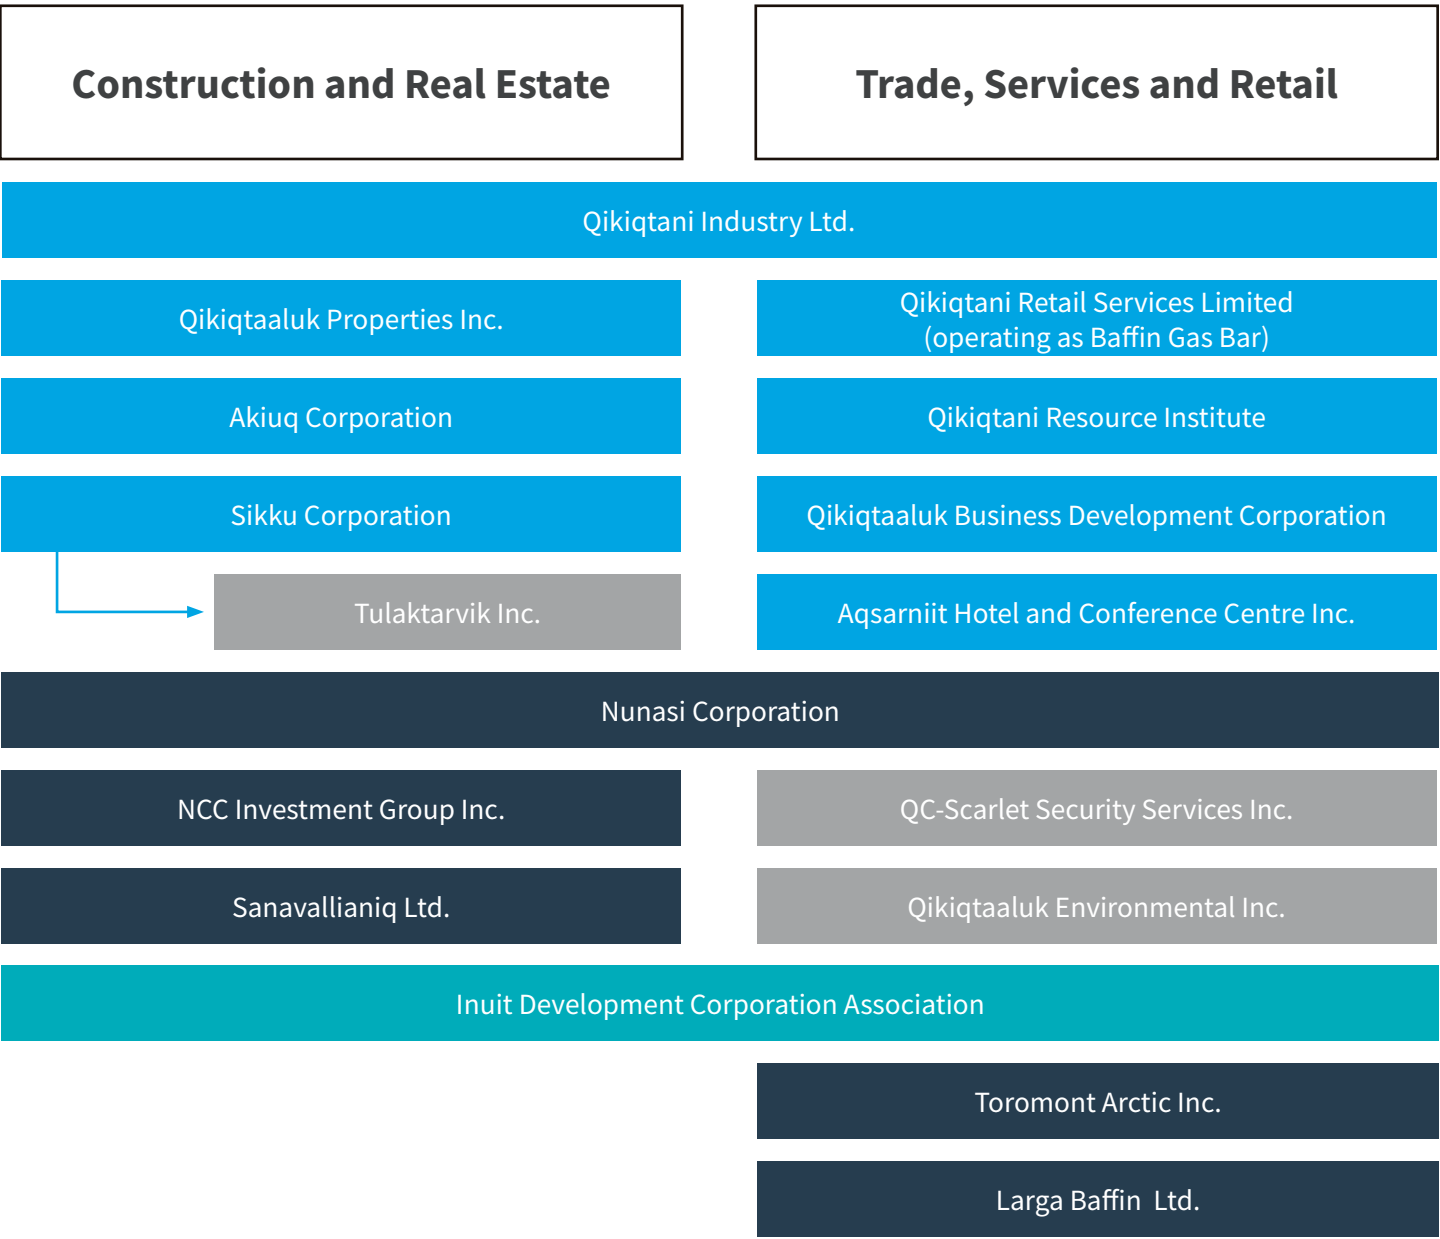 Construction and Real Estate
Trade, Services and Retail
Qikiqtani Industry Ltd.
Qikiqtaaluk Properties Inc.
Qikiqtani Retail Services Limited
(operating as Baffin Gas Bar)
Akiuq Corporation
Qikiqtani Resource Institute
Sikku Corporation
Qikiqtaaluk Business Development Corporation
Tulaktarvik Inc.
Aqsarniit Hotel and Conference Centre Inc.
Nunasi Corporation
NCC Investment Group Inc.
QC-Scarlet Security Services Inc.
Sanavallianiq Ltd.
Qikiqtaaluk Environmental Inc.
Inuit Development Corporation Association
Toromont Arctic Inc.
Larga Baffin Ltd.